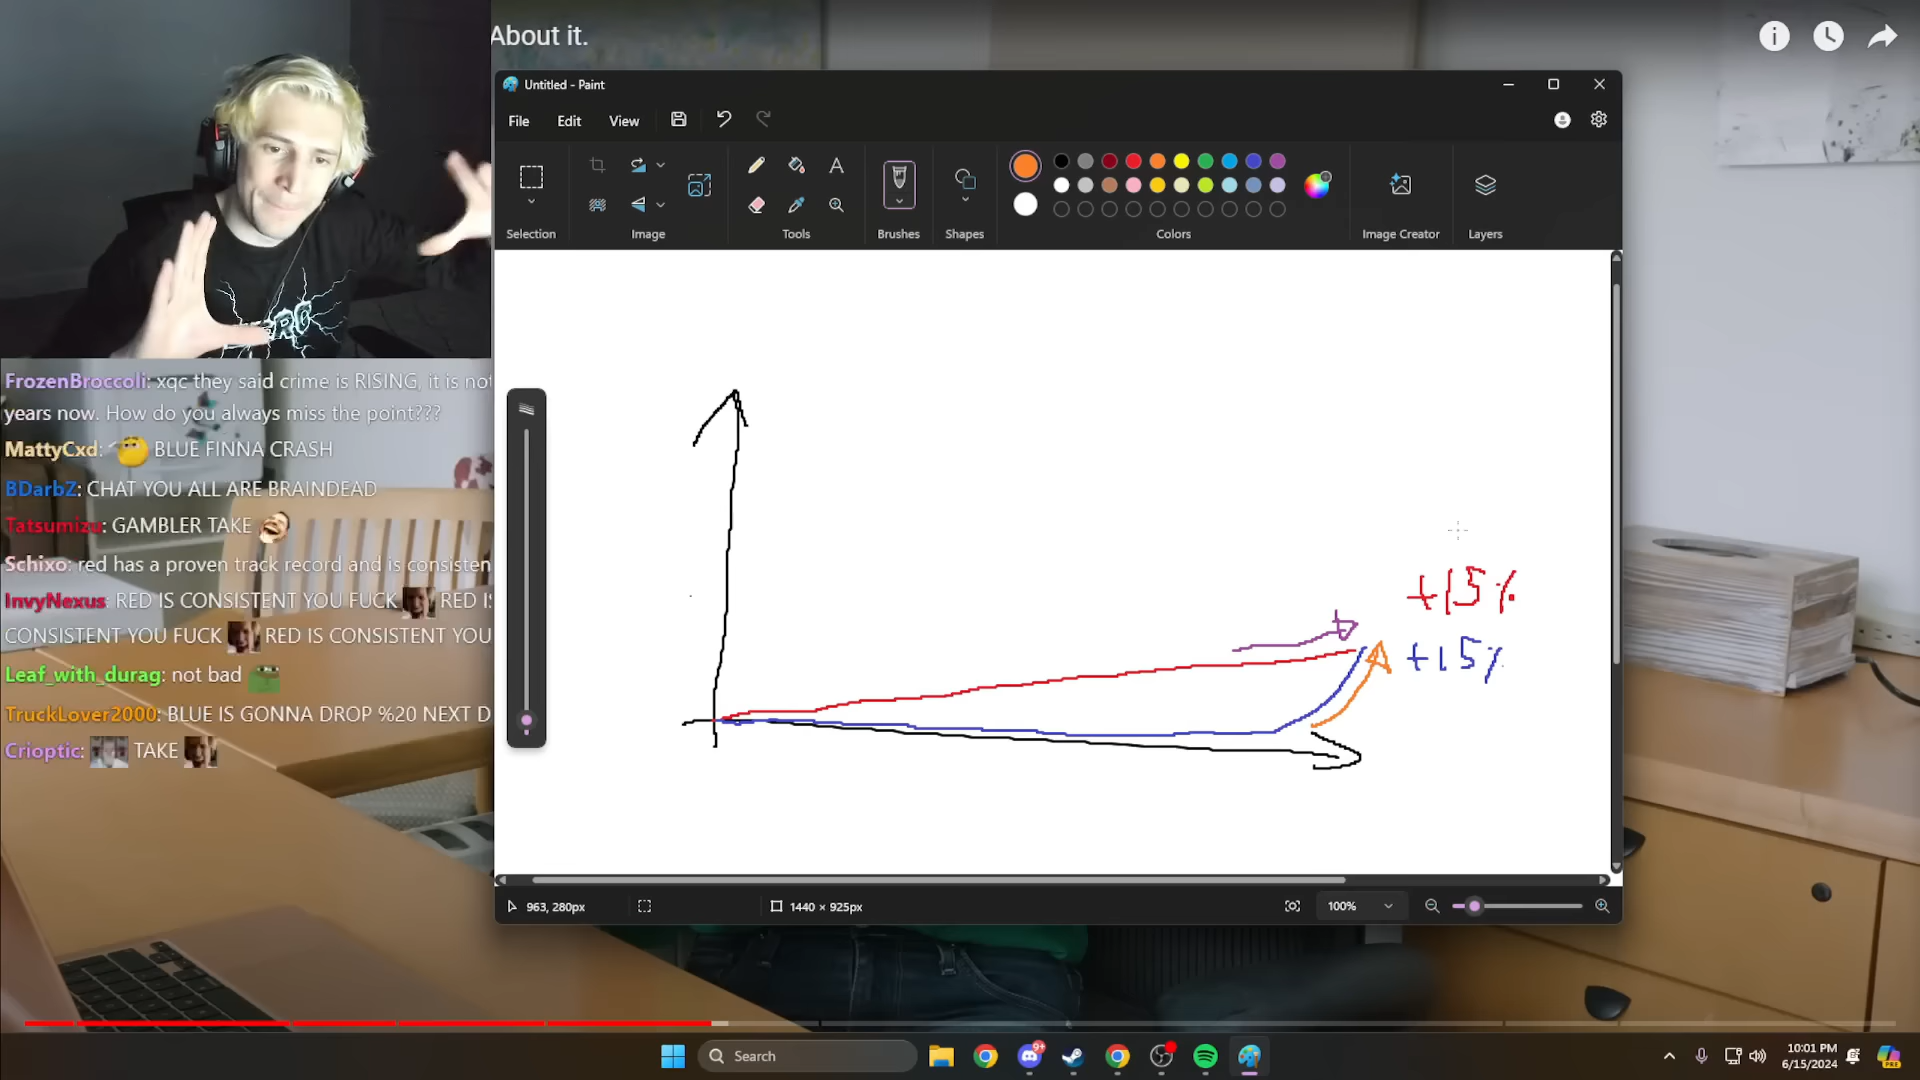 About it.
Untitled - Paint
File
Edit
View
Selection
Image
Tools
Brushes
Shapes
Colors
Image Creator
Layers
FrozenBroccoli: xqc they said crime is RISING, it is not
years now. How do you always miss the point???
MattyCxd: BLUE FINNA CRASH
BDarbZ: CHAT YOU ALL ARE BRAINDEAD
Tatsumizu: GAMBLER TAKE
Schixo: red has a proven track record and is consisten
InvyNexus: RED IS CONSISTENT YOU FUCK RED IS
CONSISTENT YOU FUCK RED IS CONSISTENT YOU
Leaf_with_durag: not bad
TruckLover2000: BLUE IS GONNA DROP %20 NEXT D
Crioptic: TAKE
+15%
+15%
963, 280px
1440 × 925px
100%
Search
9+
10:01 PM
6/15/2024
PRE